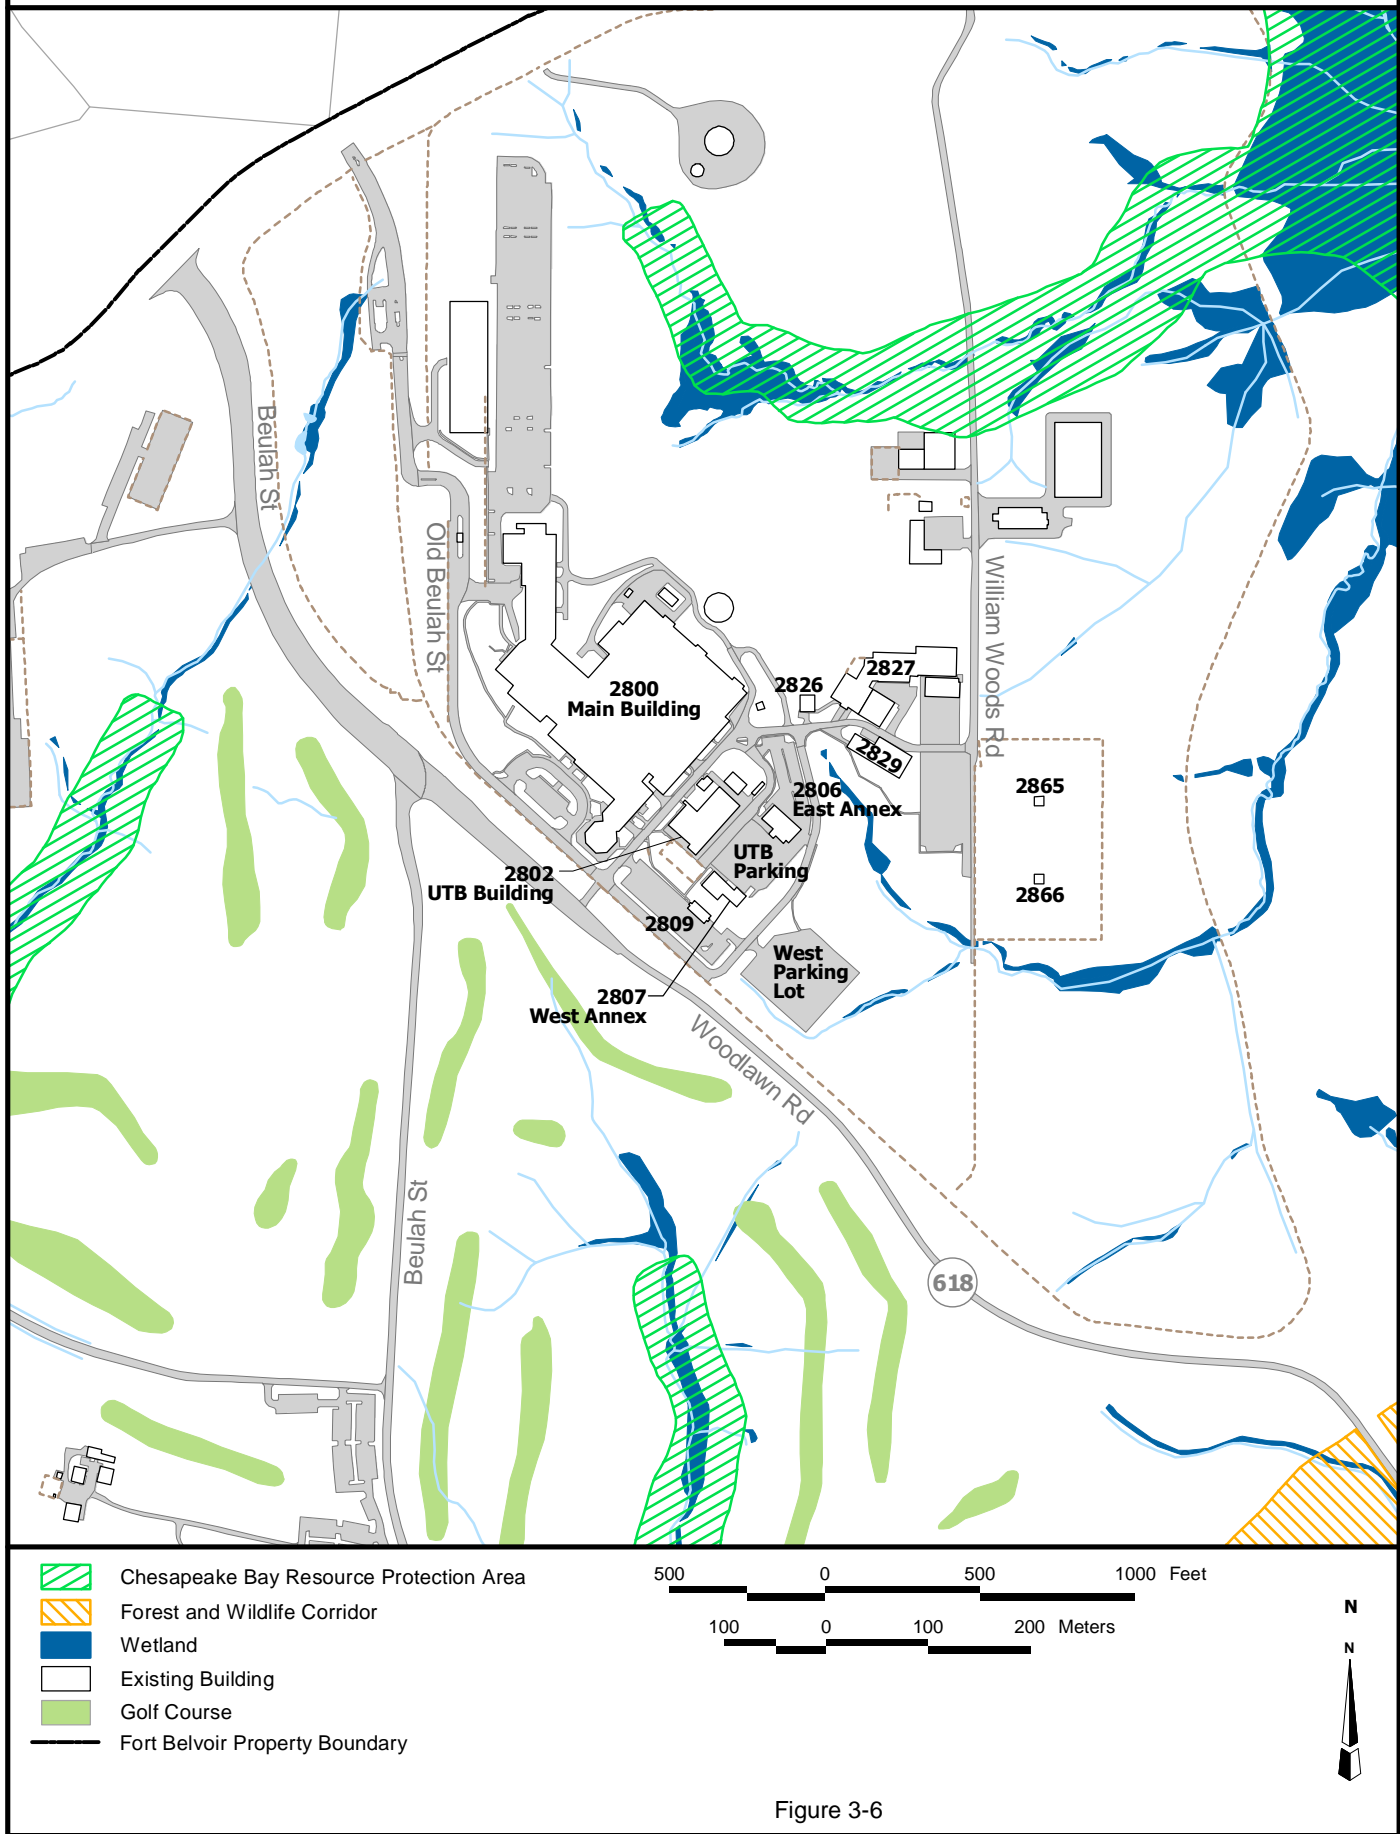 Beulah St
Old Beulah St
William Woods Rd
2800
Main Building
2826
2827
2829
2806
East Annex
2865
2866
UTB
Parking
2802
UTB Building
2809
West
Parking
Lot
2807
West Annex
Woodlawn Rd
Beulah St
618
Chesapeake Bay Resource Protection Area
Forest and Wildlife Corridor
Wetland
Existing Building
Golf Course
Fort Belvoir Property Boundary
500 0 500 1000 Feet
100 0 100 200 Meters
N
N
Figure 3-6